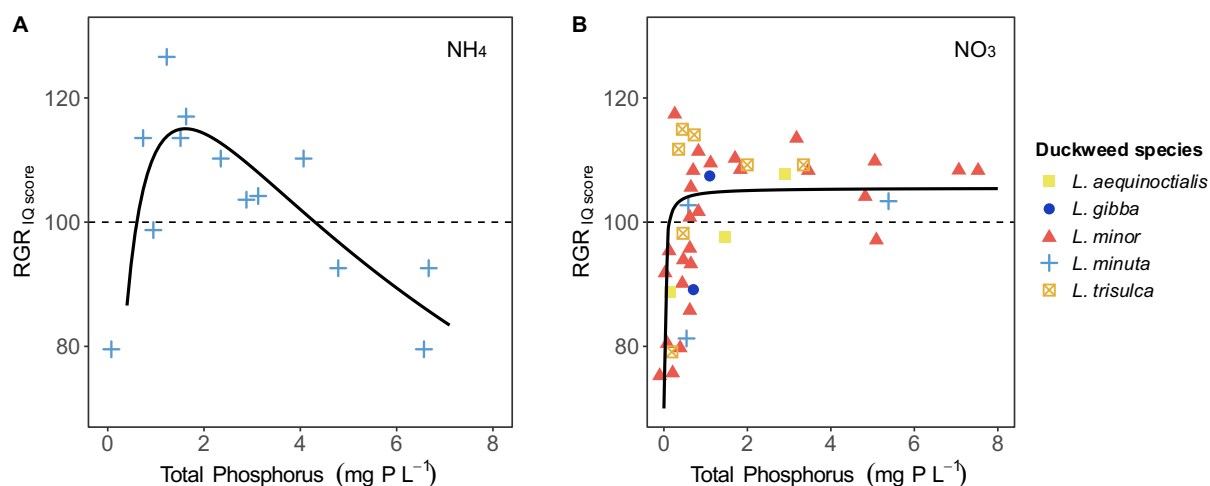 A
NH4
RGR IQ score
120
100
80
0 2 4 6 8
Total Phosphorus (mg P L−1)
B
NO3
RGR IQ score
120
100
80
0 2 4 6 8
Total Phosphorus (mg P L−1)
Duckweed species
L. aequinoctialis
L. gibba
L. minor
L. minuta
L. trisulca